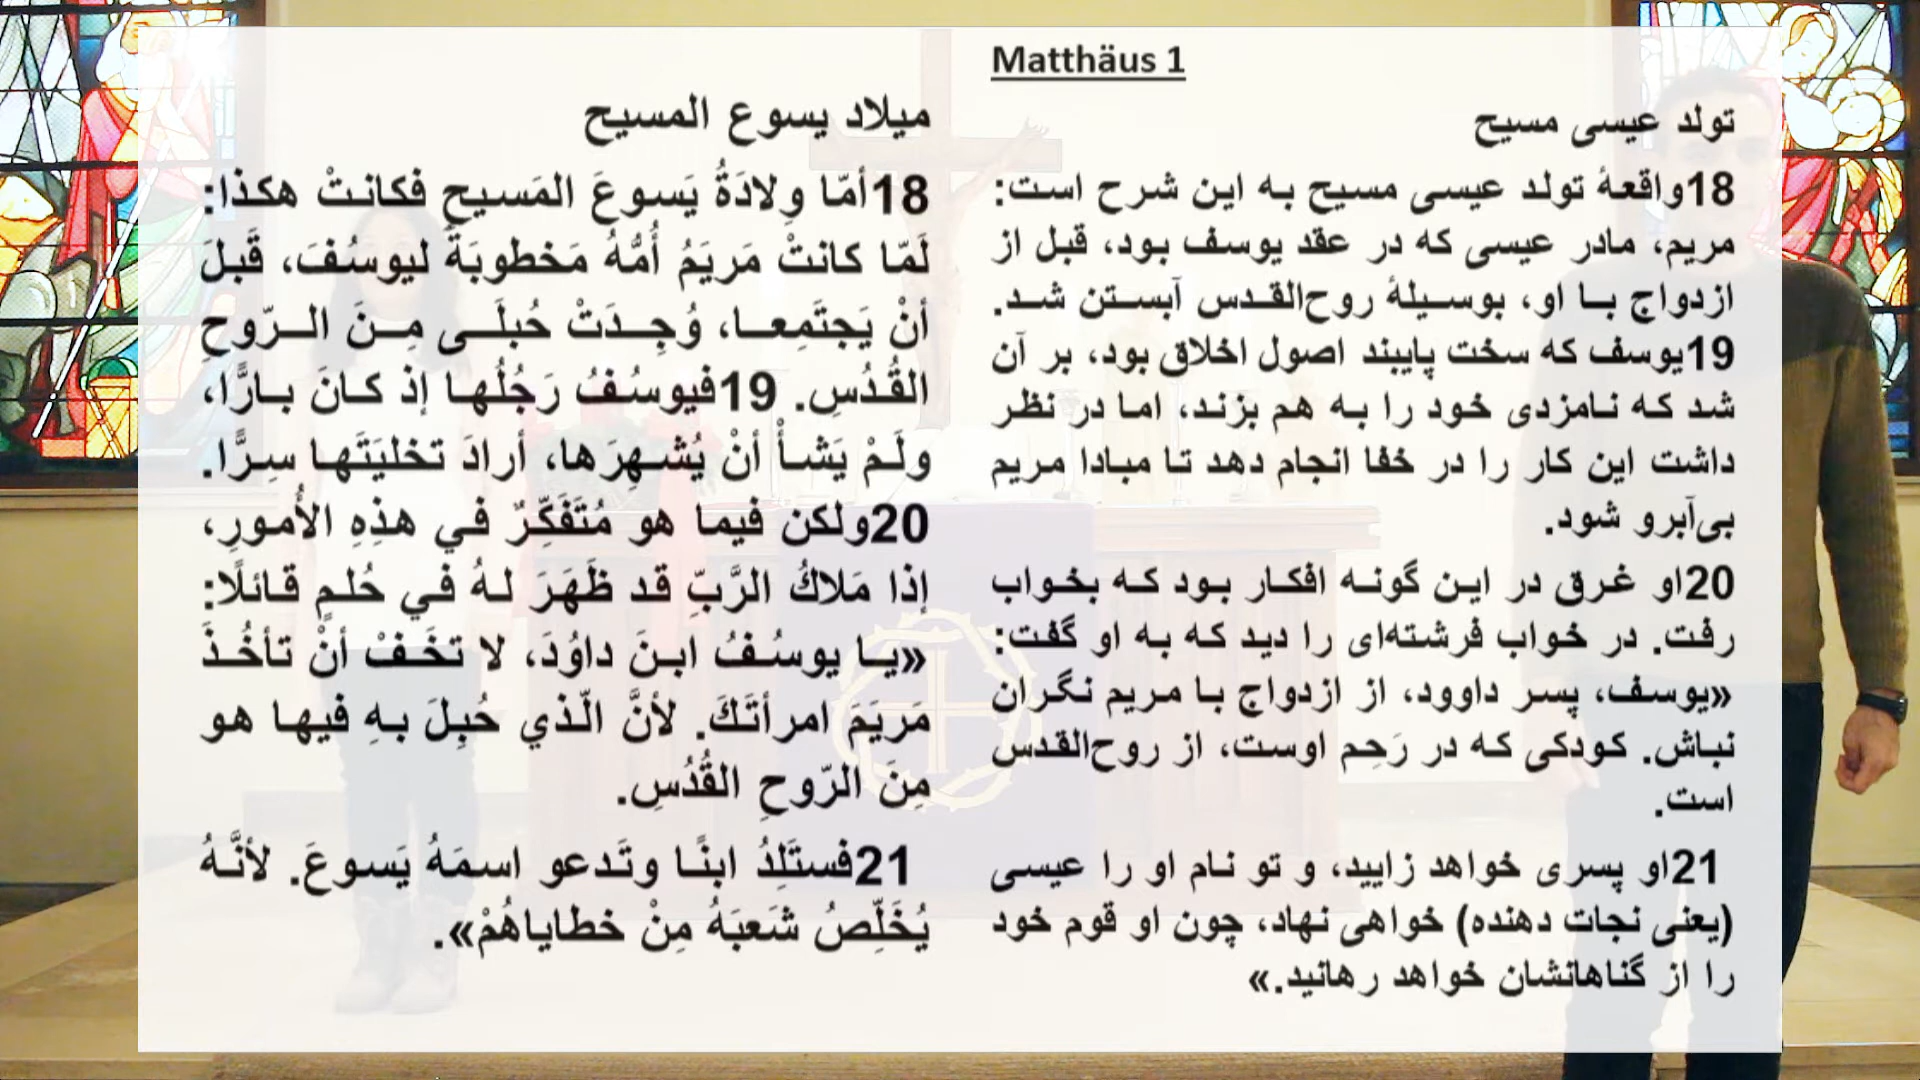 Matthäus 1
تولد عیسی مسیح
18واقعهٔ تولد عیسی مسیح به این شرح است:
مریم، مادر عیسی که در عقد یوسف بود، قبل از
ازدواج بـا او، بوسـیلهٔ روح‌القـدس آبسـتن شـد.
19یوسف که سخت پایبند اصول اخلاق بود، بر آن
شد که نامزدی خود را به هم بزند، اما در نظر
داشت این کار را در خفا انجام دهد تا مبادا مریم
بی‌آبرو شود.
20او غرق در این گونه افکار بود که بخواب
رفت. در خواب فرشته‌ای را دید که به او گفت:
«یوسف، پسر داوود، از ازدواج با مریم نگران
نباش. کودکی که در رَحِم اوست، از روح‌القدس
است.
21او پسری خواهد زایید، و تو نام او را عیسی
(یعنی نجات دهنده) خواهی نهاد، چون او قوم خود
را از گناهانشان خواهد رهانید.»
ميلاد يسوع المسيح
18أمّا وِلادَةُ يَسوعَ المَسيحِ فكانتْ هكذا:
لَمّا كانتْ مَريَمُ أُمُّهُ مَخطوبَةً ليوسُفَ، قَبلَ
أنْ يَجتَمِعـا، وُجِـدَتْ حُبلَـى مِـنَ الـرّوحِ
القُدُسِ. 19فيوسُفُ رَجُلُها إذ كانَ بارًّا،
ولَمْ يَشأْ أنْ يُشهِرَها، أرادَ تخليَتَها سِرًّا.
20ولكن فيما هو مُتَفَكِّرٌ في هذِهِ الأُمورِ،
إذا مَلاكُ الرَّبِّ قد ظَهَرَ لهُ في حُلمٍ قائلًا:
«يا يوسُفُ ابنَ داوُدَ، لا تخَفْ أنْ تأخُذَ
مَريَمَ امرأتَكَ. لأنَّ الّذي حُبِلَ بهِ فيها هو
مِنَ الرّوحِ القُدُسِ.
21فستَلِدُ ابنًا وتَدعو اسمَهُ يَسوعَ. لأنَّهُ
يُخَلِّصُ شَعبَهُ مِنْ خطاياهُمْ».